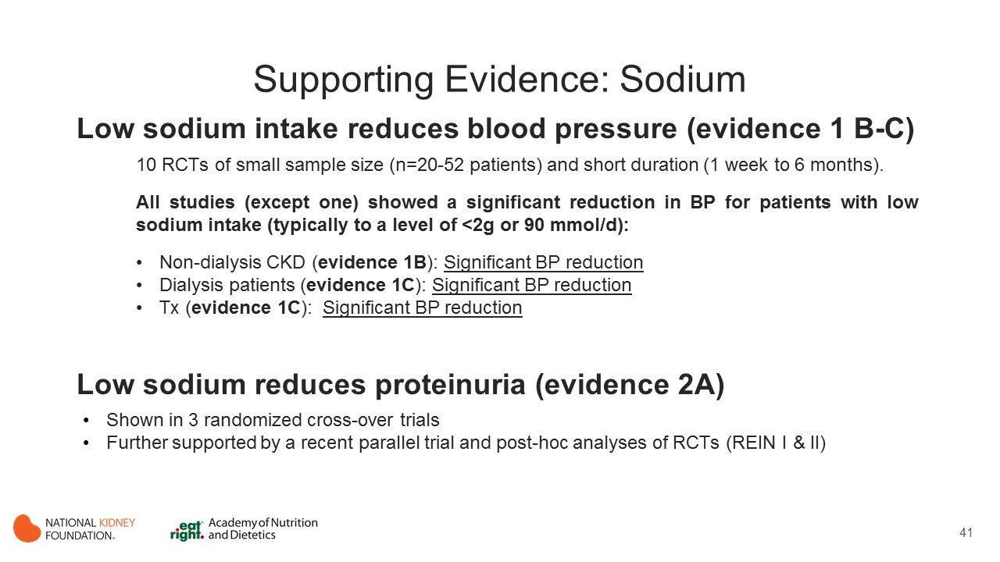 Supporting Evidence: Sodium
Low sodium intake reduces blood pressure (evidence 1 B-C)
10 RCTs of small sample size (n=20-52 patients) and short duration (1 week to 6 months).
All studies (except one) showed a significant reduction in BP for patients with low
sodium intake (typically to a level of <2g or 90 mmol/d):
• Non-dialysis CKD (evidence 1B): Significant BP reduction
• Dialysis patients (evidence 1C): Significant BP reduction
• Tx (evidence 1C): Significant BP reduction
Low sodium reduces proteinuria (evidence 2A)
• Shown in 3 randomized cross-over trials
• Further supported by a recent parallel trial and post-hoc analyses of RCTs (REIN I & II)
NATIONAL KIDNEY
FOUNDATION®
eat
right.
Academy of Nutrition
and Dietetics
41